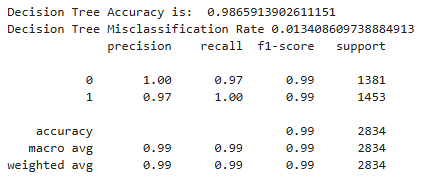 Decision Tree Accuracy is:  0.9865913902611151
Decision Tree Misclassification Rate 0.013408609738884913
              precision    recall  f1-score   support

           0       1.00      0.97      0.99      1381
           1       0.97      1.00      0.99      1453

    accuracy                           0.99      2834
   macro avg       0.99      0.99      0.99      2834
weighted avg       0.99      0.99      0.99      2834